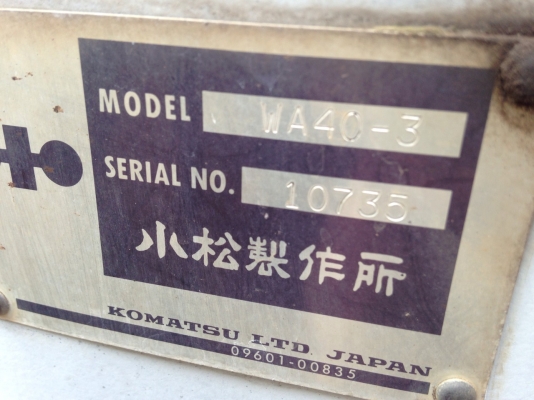 MODEL WA40-3
SERIAL NO. 10735
小松製作所
KOMATSU LTD. JAPAN
09601-00835